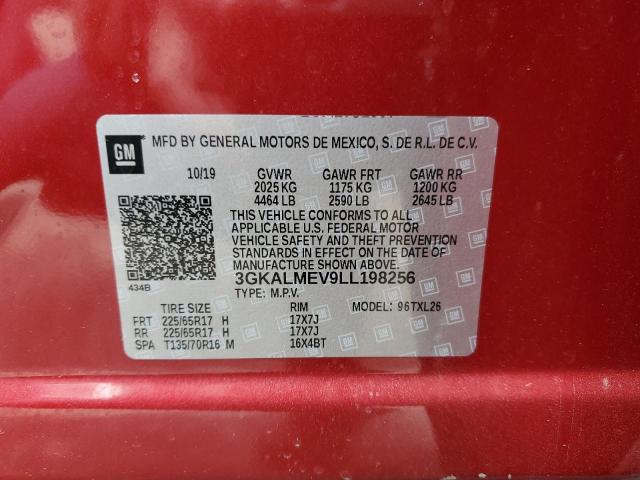 GM
MFD BY GENERAL MOTORS DE MEXICO, S. DE R.L. DE C.V.
10/19 GVWR GAWR FRT GAWR RR
2025 KG 1175 KG 1200 KG
4464 LB 2590 LB 2645 LB
THIS VEHICLE CONFORMS TO ALL
APPLICABLE U.S. FEDERAL MOTOR
VEHICLE SAFETY AND THEFT PREVENTION
STANDARDS IN EFFECT ON THE DATE OF
MANUFACTURE SHOWN ABOVE.
434B
3GKALMEV9LL198256
TYPE: M.P.V.
TIRE SIZE RIM MODEL: 96TXL26
FRT 225/65R17 H 17X7J
RR 225/65R17 H 17X7J
SPA T135/70R16 M 16X4BT